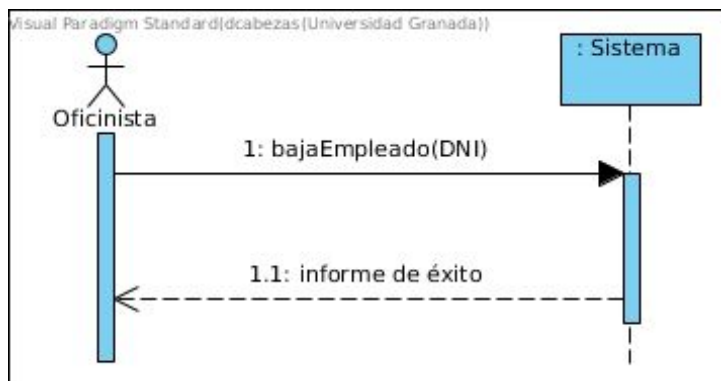 Visual Paradigm Standard(dcabezas(Universidad Granada))
: Sistema
Oficinista
1: bajaEmpleado(DNI)
1.1: informe de éxito